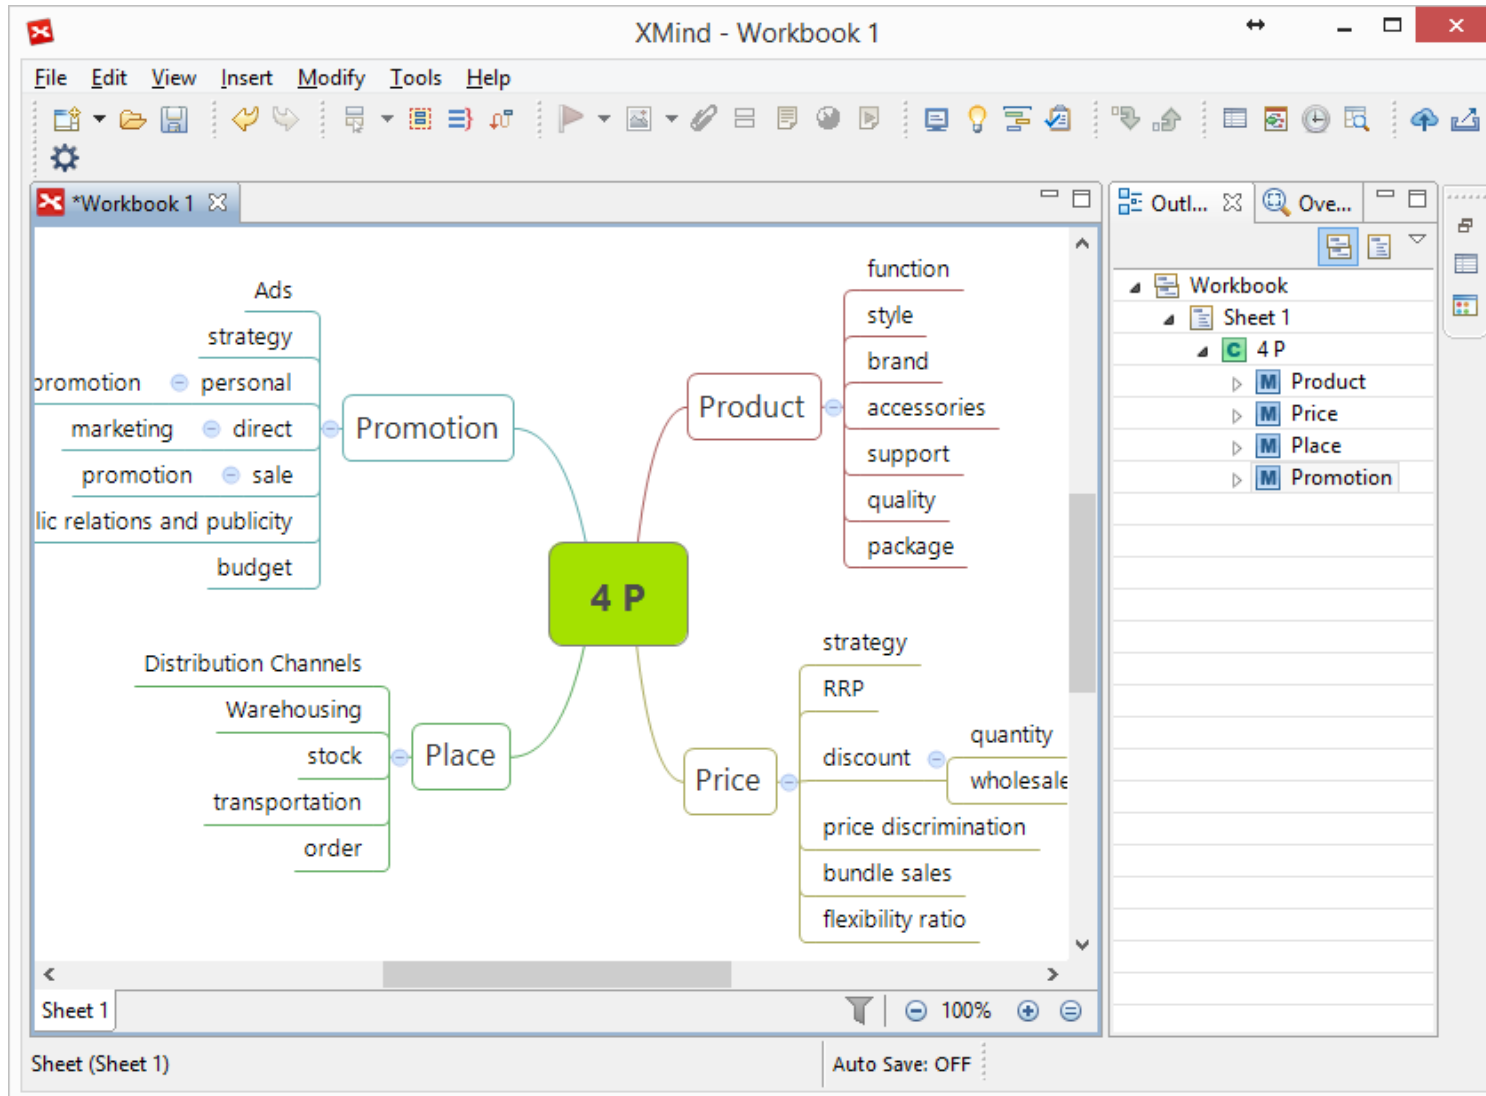 XMind - Workbook 1
File Edit View Insert Modify Tools Help
*Workbook 1
Outl...
Ove...
Ads
strategy
promotion
personal
marketing
direct
promotion
sale
relations and publicity
budget
Promotion
function
style
brand
accessories
support
quality
package
Product
4 P
Distribution Channels
Warehousing
stock
transportation
order
Place
strategy
RRP
discount
quantity
wholesale
price discrimination
bundle sales
flexibility ratio
Price
Workbook
Sheet 1
C 4 P
M Product
M Price
M Place
M Promotion
Sheet 1
100%
Sheet (Sheet 1)
Auto Save: OFF